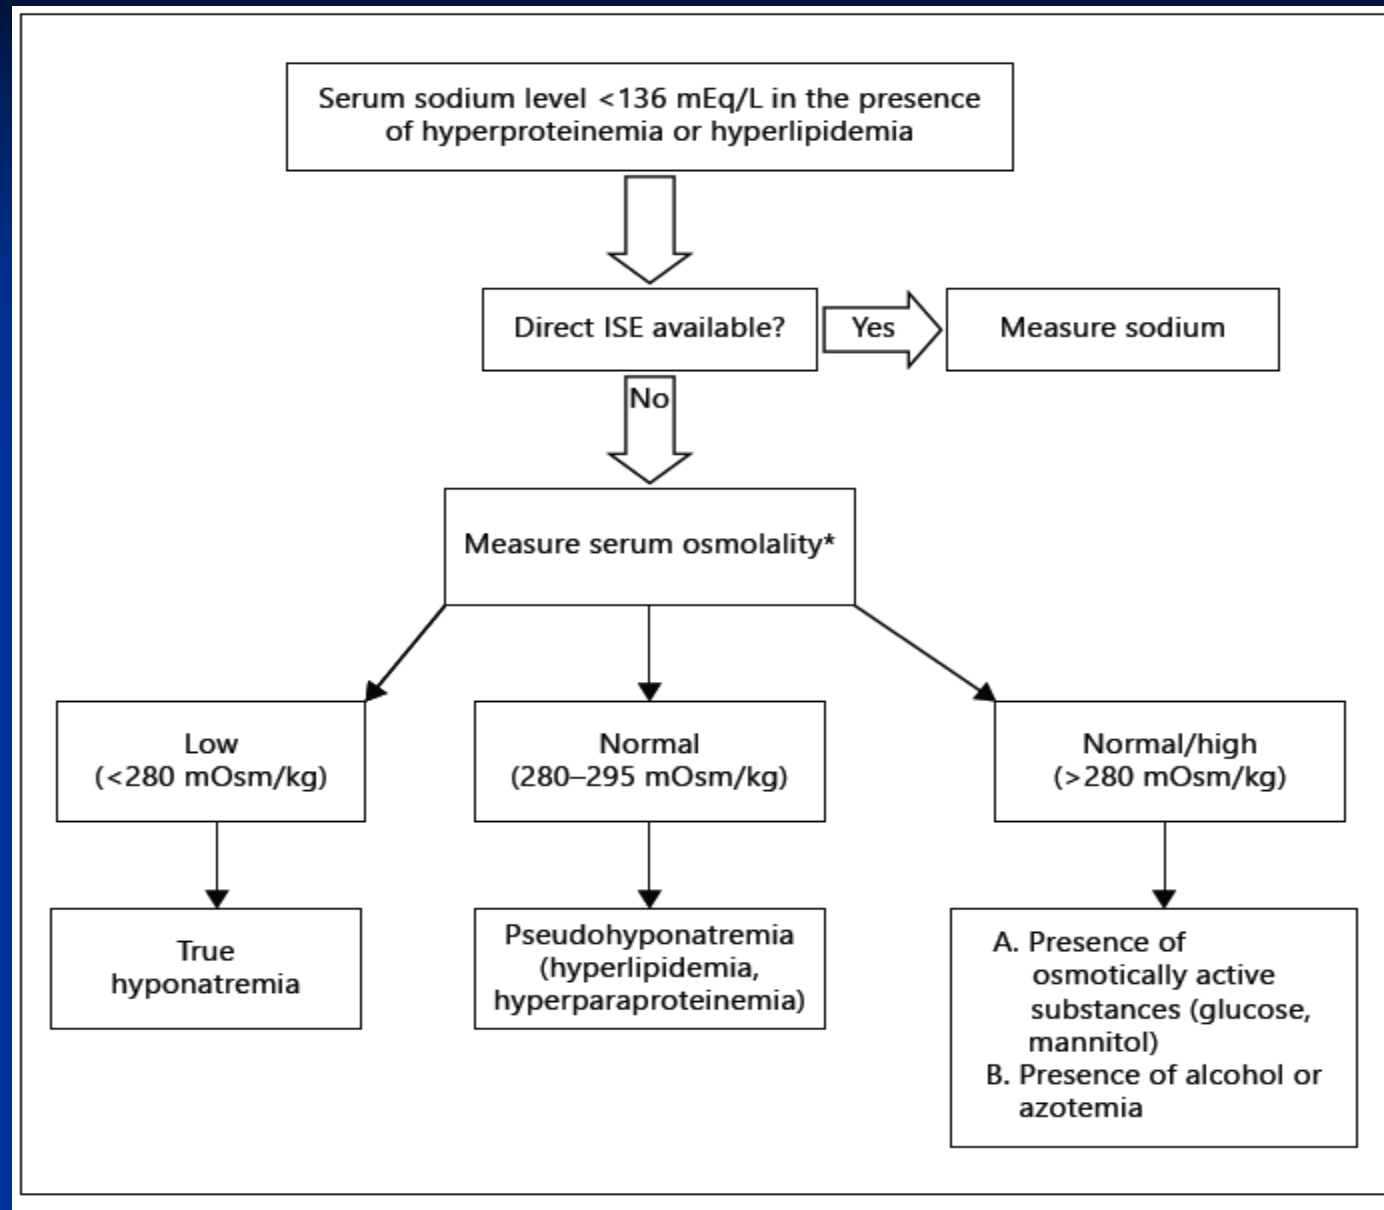 Serum sodium level <136 mEq/L in the presence
of hyperproteinemia or hyperlipidemia
Direct ISE available?
Yes
Measure sodium
No
Measure serum osmolality*
Low
(<280 mOsm/kg)
Normal
(280–295 mOsm/kg)
Normal/high
(>280 mOsm/kg)
True
hyponatremia
Pseudohyponatremia
(hyperlipidemia,
hyperparaproteinemia)
A. Presence of
osmotically active
substances (glucose,
mannitol)
B. Presence of alcohol or
azotemia